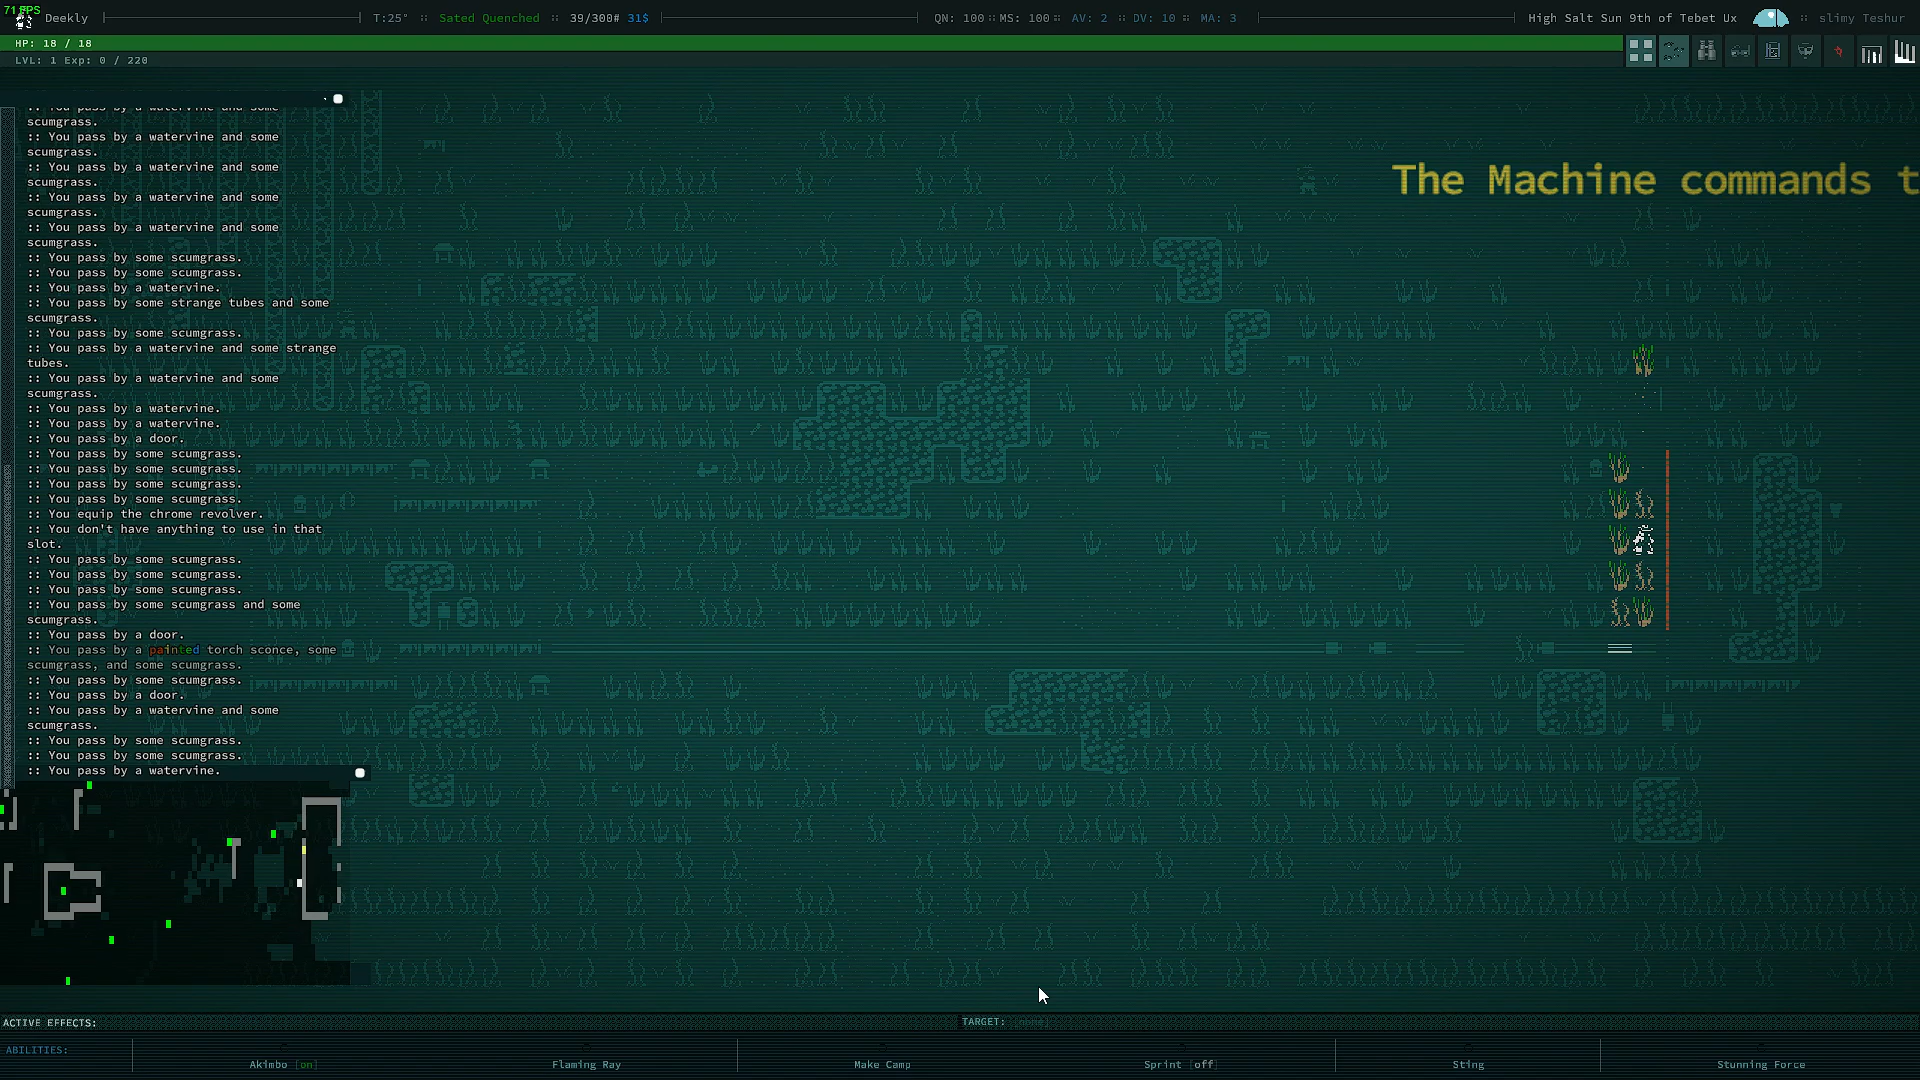 71 FPS
Deekly T:25° :: Sated Quenched :: 39/300# 31$ QN: 100 :: MS: 100 :: AV: 2 :: DV: 10 :: MA: 3 High Salt Sun 9th of Tebet Ux :: slimy Teshur
HP: 18 / 18
LVL: 1 Exp: 0 / 220
:: You pass by a watervine and some
scumgrass.
:: You pass by a watervine and some
scumgrass.
:: You pass by a watervine and some
scumgrass.
:: You pass by a watervine and some
scumgrass.
:: You pass by a watervine and some
scumgrass.
:: You pass by some scumgrass.
:: You pass by some scumgrass.
:: You pass by a watervine.
:: You pass by some strange tubes and some
scumgrass.
:: You pass by some scumgrass.
:: You pass by a watervine and some strange
tubes.
:: You pass by a watervine and some
scumgrass.
:: You pass by a watervine.
:: You pass by a watervine.
:: You pass by a door.
:: You pass by some scumgrass.
:: You pass by some scumgrass.
:: You pass by some scumgrass.
:: You pass by some scumgrass.
:: You equip the chrome revolver.
:: You don't have anything to use in that
slot.
:: You pass by some scumgrass.
:: You pass by some scumgrass.
:: You pass by some scumgrass.
:: You pass by some scumgrass and some
scumgrass.
:: You pass by a door.
:: You pass by a painted torch sconce, some
scumgrass, and some scumgrass.
:: You pass by some scumgrass.
:: You pass by a door.
:: You pass by a watervine and some
scumgrass.
:: You pass by some scumgrass.
:: You pass by some scumgrass.
:: You pass by a watervine.
The Machine commands t
ACTIVE EFFECTS: TARGET: [none]
ABILITIES: Akimbo [on] Flaming Ray Make Camp Sprint [off] Sting Stunning Force